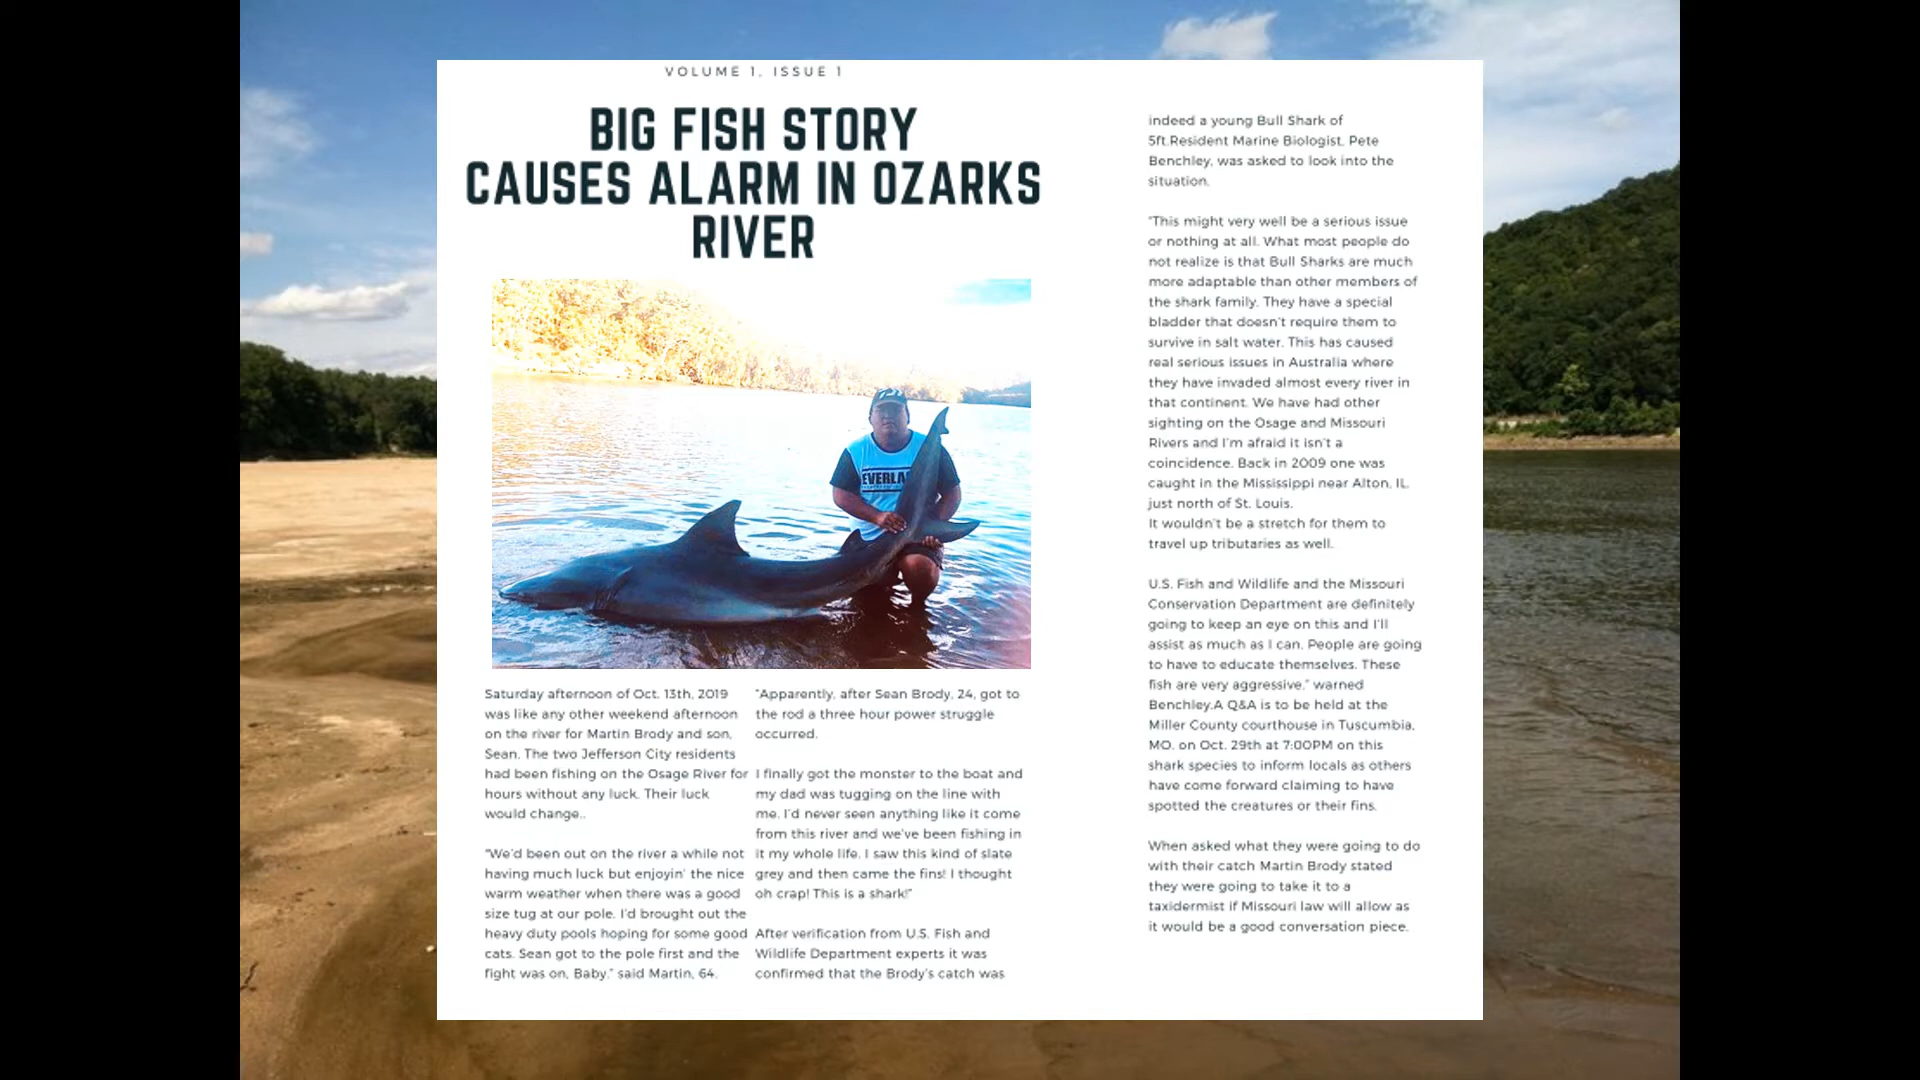 VOLUME 1, ISSUE 1
BIG FISH STORY
CAUSES ALARM IN OZARKS
RIVER
EVERLA
Saturday afternoon of Oct. 13th, 2019
was like any other weekend afternoon
on the river for Martin Brody and son,
Sean. The two Jefferson City residents
had been fishing on the Osage River for
hours without any luck. Their luck
would change..
"We'd been out on the river a while not
having much luck but enjoyin' the nice
warm weather when there was a good
size tug at our pole. I'd brought out the
heavy duty pools hoping for some good
cats. Sean got to the pole first and the
fight was on, Baby." said Martin, 64.
"Apparently, after Sean Brody, 24, got to
the rod a three hour power struggle
occurred.
I finally got the monster to the boat and
my dad was tugging on the line with
me. I'd never seen anything like it come
from this river and we've been fishing in
it my whole life. I saw this kind of slate
grey and then came the fins! I thought
oh crap! This is a shark!"
After verification from U.S. Fish and
Wildlife Department experts it was
confirmed that the Brody's catch was
indeed a young Bull Shark of
5ft.Resident Marine Biologist, Pete
Benchley, was asked to look into the
situation.
"This might very well be a serious issue
or nothing at all. What most people do
not realize is that Bull Sharks are much
more adaptable than other members of
the shark family. They have a special
bladder that doesn't require them to
survive in salt water. This has caused
real serious issues in Australia where
they have invaded almost every river in
that continent. We have had other
sighting on the Osage and Missouri
Rivers and I'm afraid it isn't a
coincidence. Back in 2009 one was
caught in the Mississippi near Alton, IL,
just north of St. Louis.
It wouldn't be a stretch for them to
travel up tributaries as well.
U.S. Fish and Wildlife and the Missouri
Conservation Department are definitely
going to keep an eye on this and I'll
assist as much as I can. People are going
to have to educate themselves. These
fish are very aggressive." warned
Benchley.A Q&A is to be held at the
Miller County courthouse in Tuscumbia,
MO. on Oct. 29th at 7:00PM on this
shark species to inform locals as others
have come forward claiming to have
spotted the creatures or their fins.
When asked what they were going to do
with their catch Martin Brody stated
they were going to take it to a
taxidermist if Missouri law will allow as
it would be a good conversation piece.